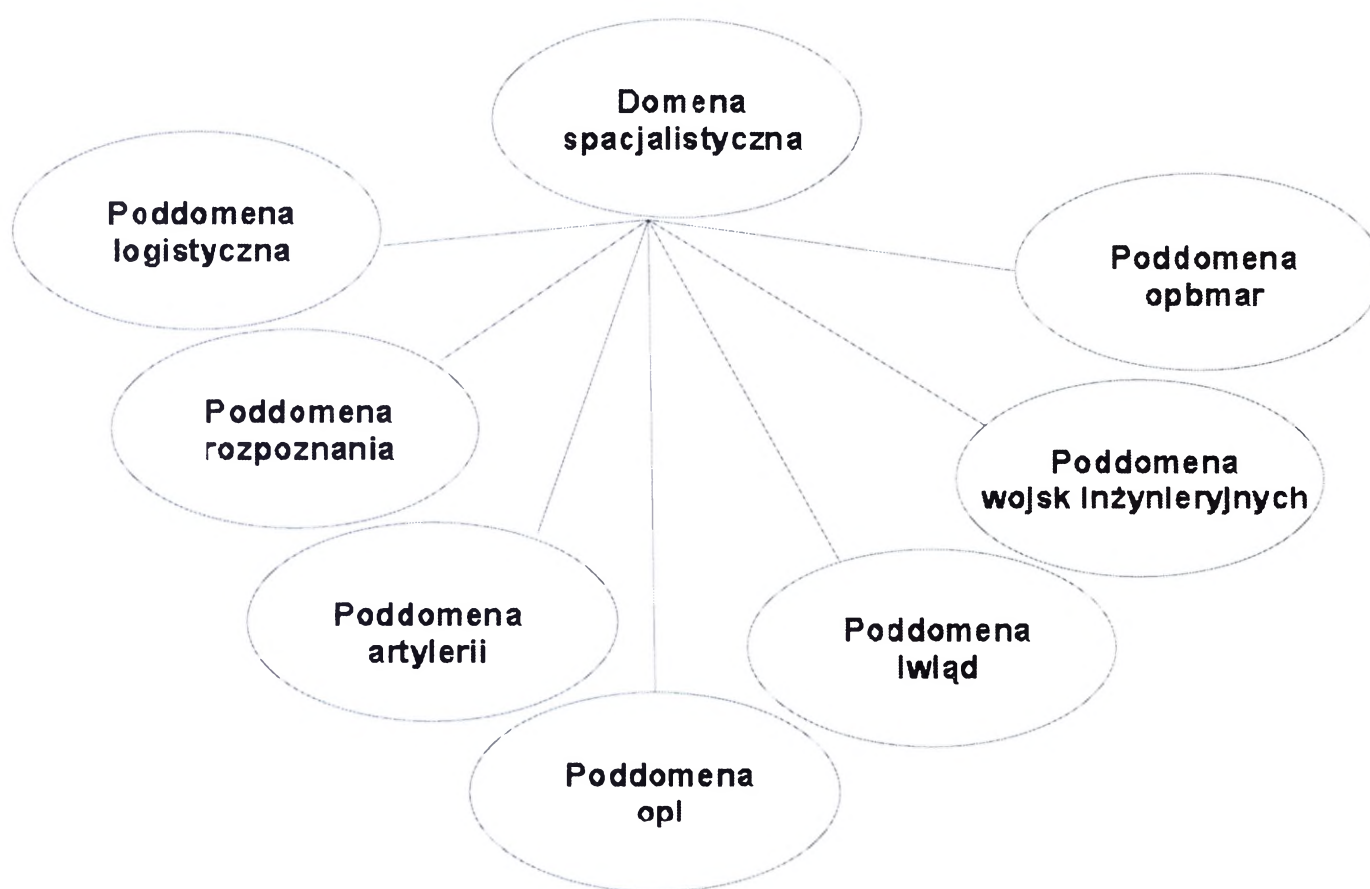 Domena
spacjalistyczna
Poddomena
logistyczna
Poddomena
opbmar
Poddomena
rozpoznania
Poddomena
wojsk inżynieryjnych
Poddomena
artylerii
Poddomena
lwląd
Poddomena
opl